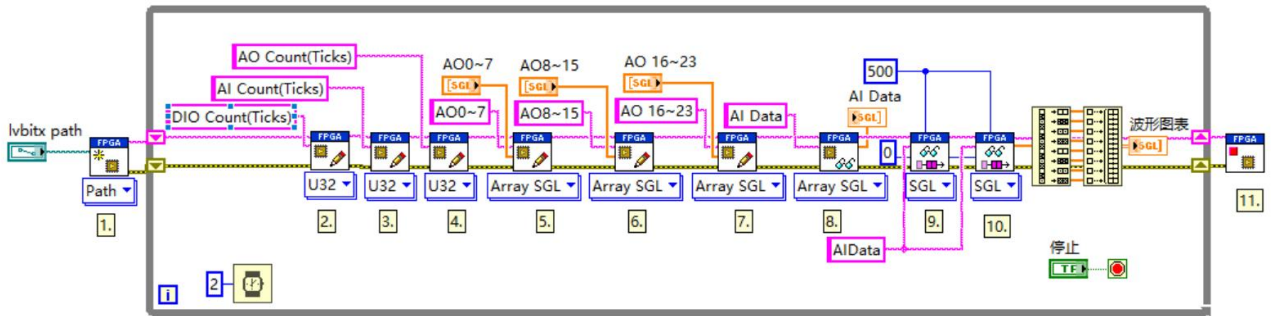 AO Count(Ticks)
AI Count(Ticks)
DIO Count(Ticks)
lvbitx path
AO0~7
AO8~15
AO 16~23
SGL
SGL
SGL
AO0~7
AO8~15
AO 16~23
AI Data
500
AI Data
SGL
0
波形图表
SGL
FPGA
FPGA
FPGA
FPGA
FPGA
FPGA
FPGA
FPGA
FPGA
FPGA
FPGA
Path
U32
U32
U32
Array SGL
Array SGL
Array SGL
Array SGL
SGL
SGL
1.
2.
3.
4.
5.
6.
7.
8.
9.
10.
11.
AIData
停止
TF
2
i